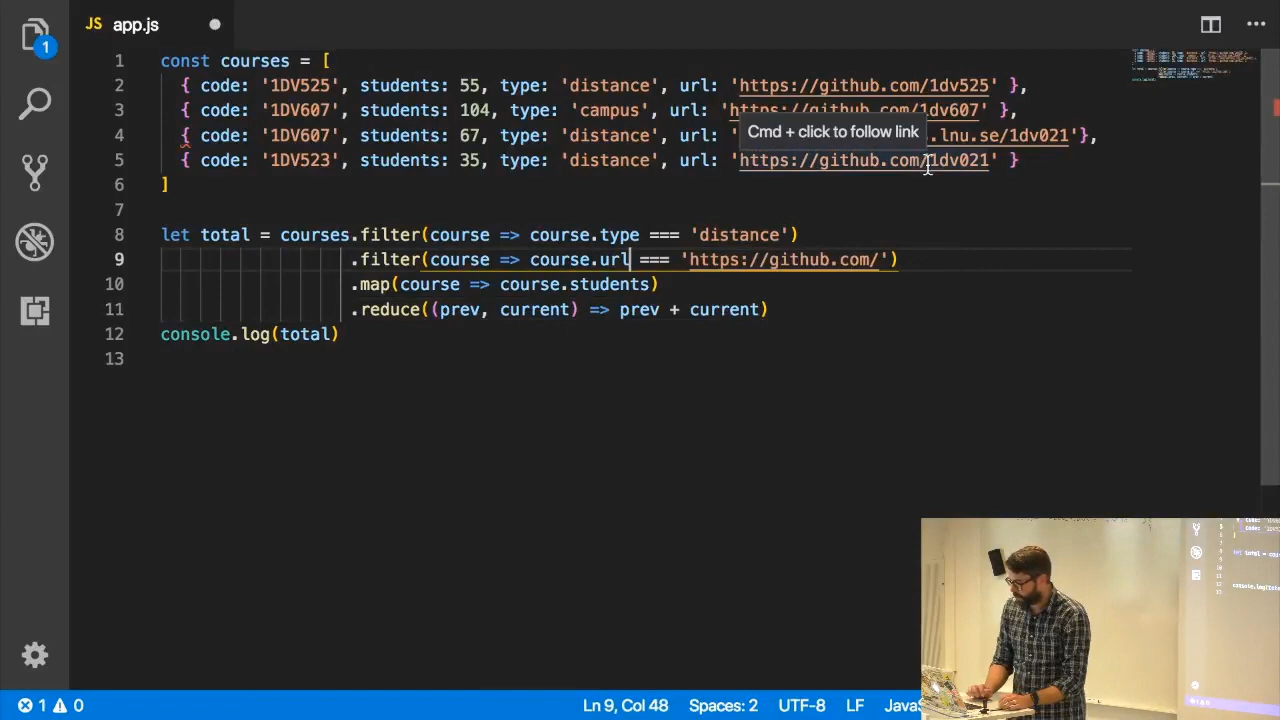 JS app.js
1
1 const courses = [
2 { code: '1DV525', students: 55, type: 'distance', url: 'https://github.com/1dv525' },
3 { code: '1DV607', students: 104, type: 'campus', url: 'https://github.com/1dv607' },
4 { code: '1DV607', students: 67, type: 'distance', url: ' .lnu.se/1dv021'},
Cmd + click to follow link
5 { code: '1DV523', students: 35, type: 'distance', url: 'https://github.com/1dv021' }
6 ]
7
8 let total = courses.filter(course => course.type === 'distance')
9 .filter(course => course.url === 'https://github.com/')
10 .map(course => course.students)
11 .reduce((prev, current) => prev + current)
12 console.log(total)
13
1 0 Ln 9, Col 48 Spaces: 2 UTF-8 LF